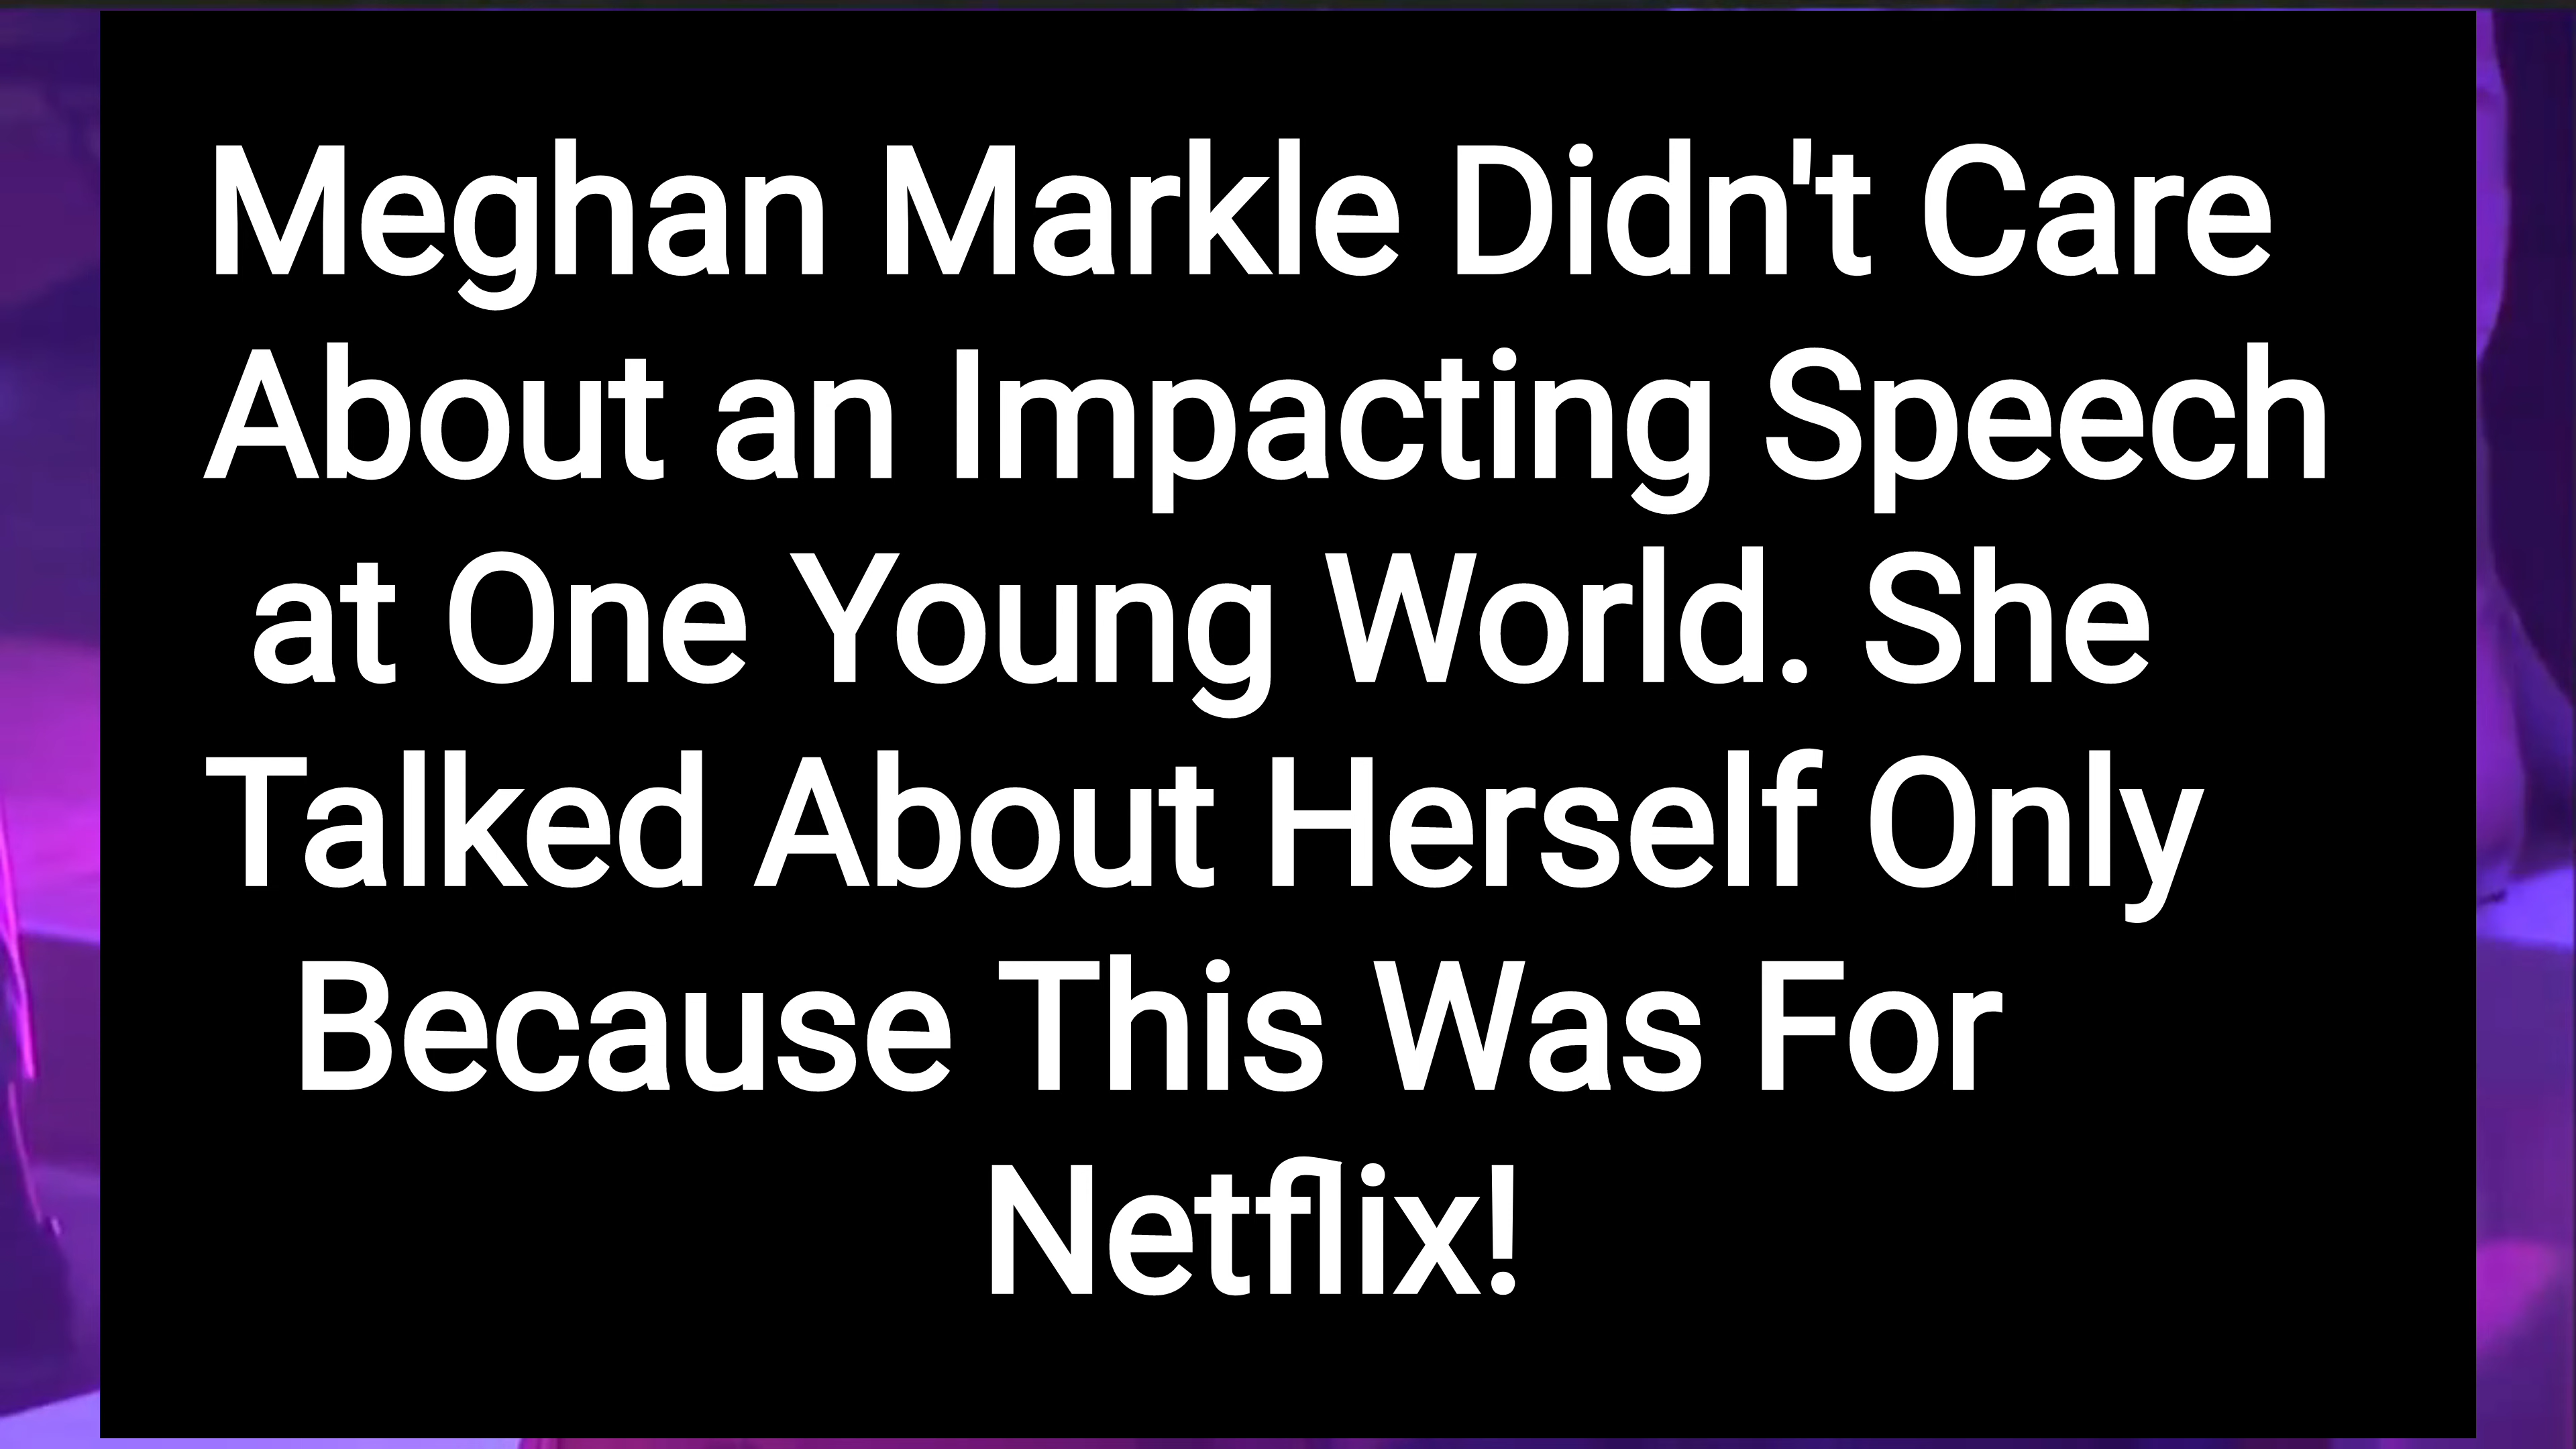 Meghan Markle Didn't Care
About an Impacting Speech
at One Young World. She
Talked About Herself Only
Because This Was For
Netflix!